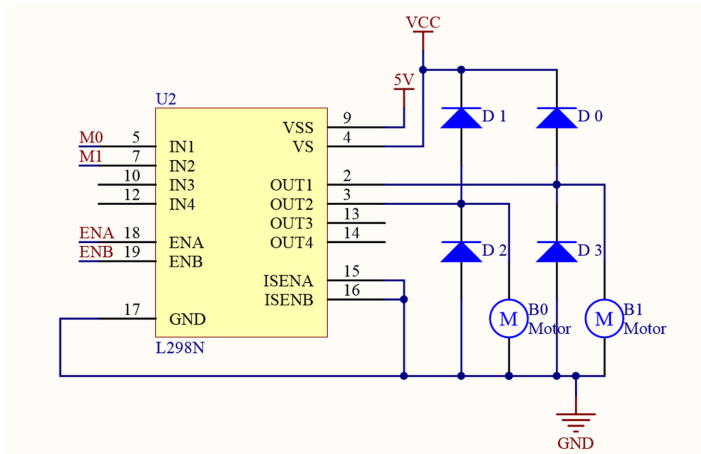 VCC
5V
U2
VSS 9
VS 4
D 1
D 0
M0 5 IN1
M1 7 IN2
10 IN3
12 IN4
OUT1 2
OUT2 3
OUT3 13
OUT4 14
ENA 18 ENA
ENB 19 ENB
D 2
D 3
ISENA 15
ISENB 16
17 GND
M B0
Motor
M B1
Motor
L298N
GND